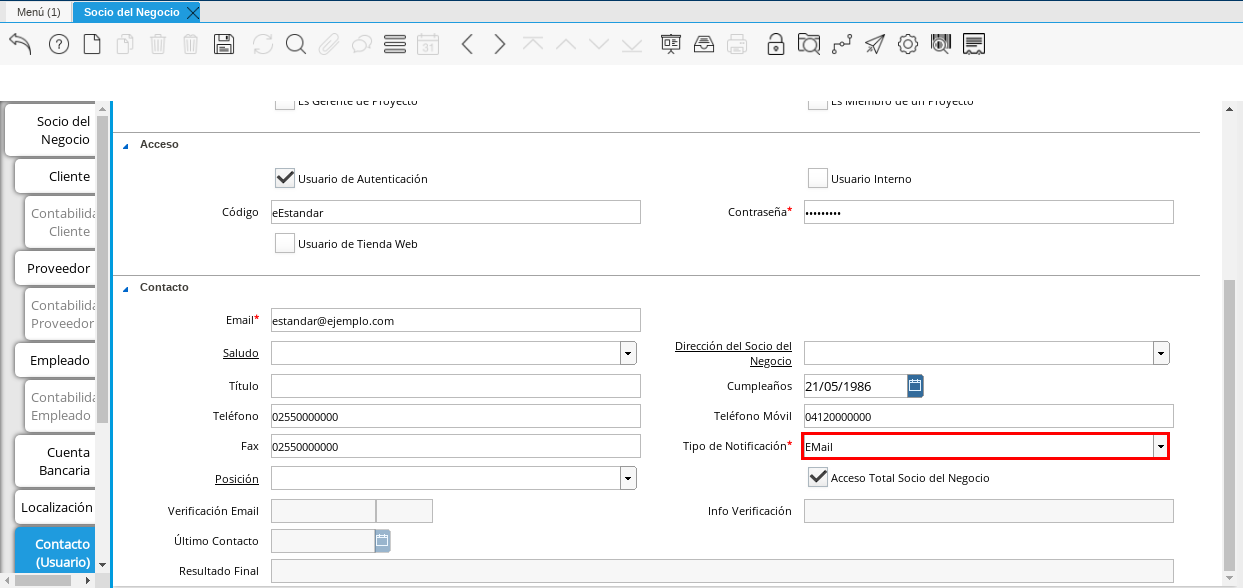 Menú (1)
Socio del Negocio
31
Socio del
Negocio
Cliente
Contabilida
Cliente
Proveedor
Contabilida
Proveedor
Empleado
Contabilida
Empleado
Cuenta
Bancaria
Localización
Contacto
(Usuario)
Es Gerente de Proyecto
Es Miembro de un Proyecto
Acceso
Usuario de Autenticación
Usuario Interno
Código
eEstandar
Contraseña*
•••••••••
Usuario de Tienda Web
Contacto
Email*
estandar@ejemplo.com
Saludo
Dirección del Socio del
Negocio
Título
Cumpleaños
21/05/1986
Teléfono
02550000000
Teléfono Móvil
04120000000
Fax
02550000000
Tipo de Notificación*
EMail
Posición
Acceso Total Socio del Negocio
Verificación Email
Info Verificación
Último Contacto
Resultado Final